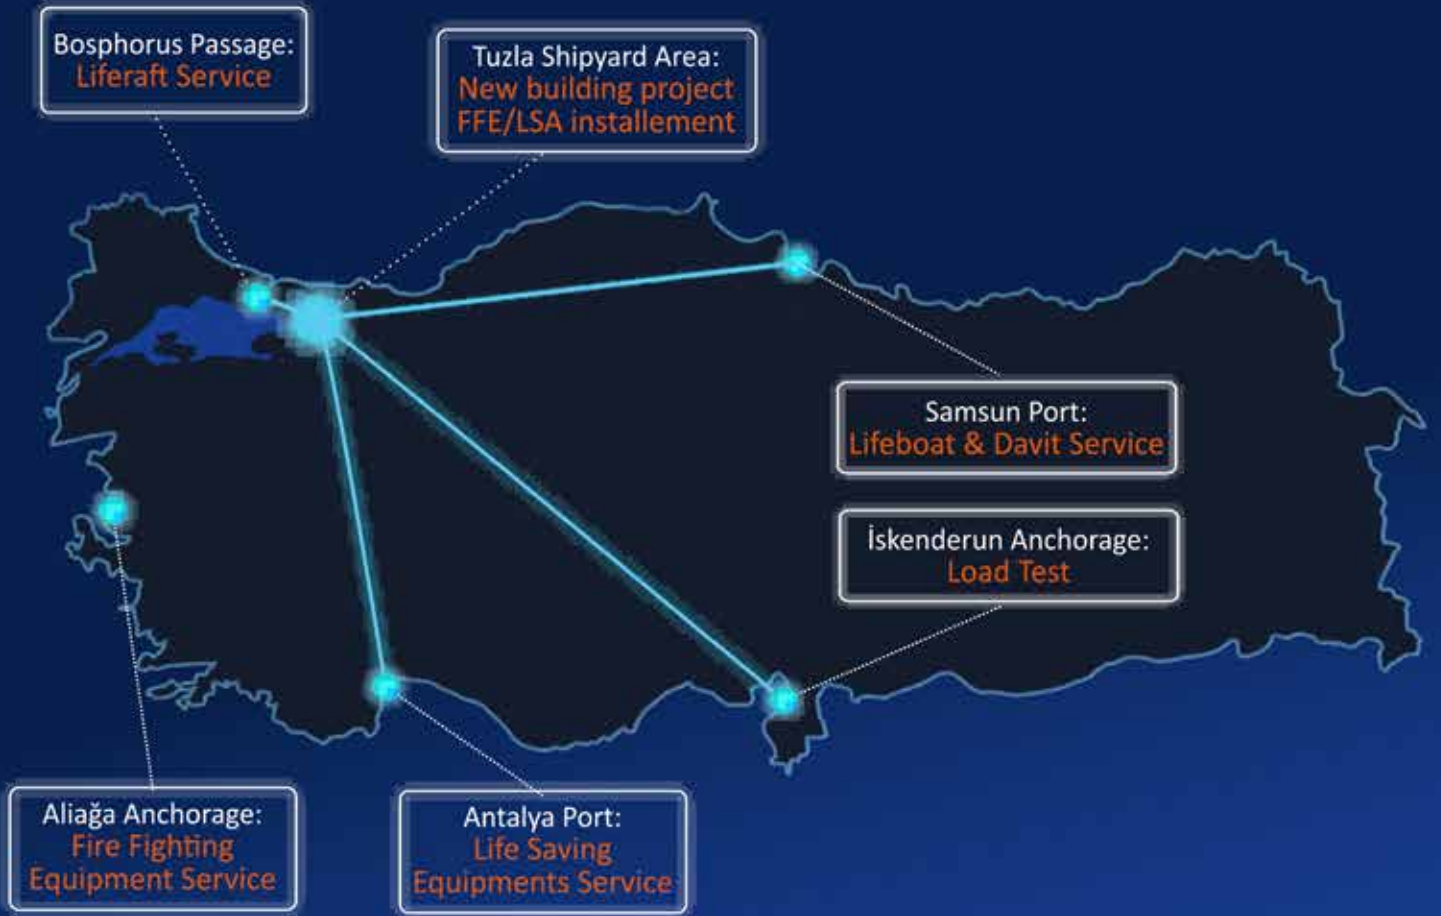 Bosphorus Passage:
Liferaft Service
Tuzla Shipyard Area:
New building project
FFE/LSA installement
Samsun Port:
Lifeboat & Davit Service
İskenderun Anchorage:
Load Test
Aliağa Anchorage:
Fire Fighting
Equipment Service
Antalya Port:
Life Saving
Equipments Service